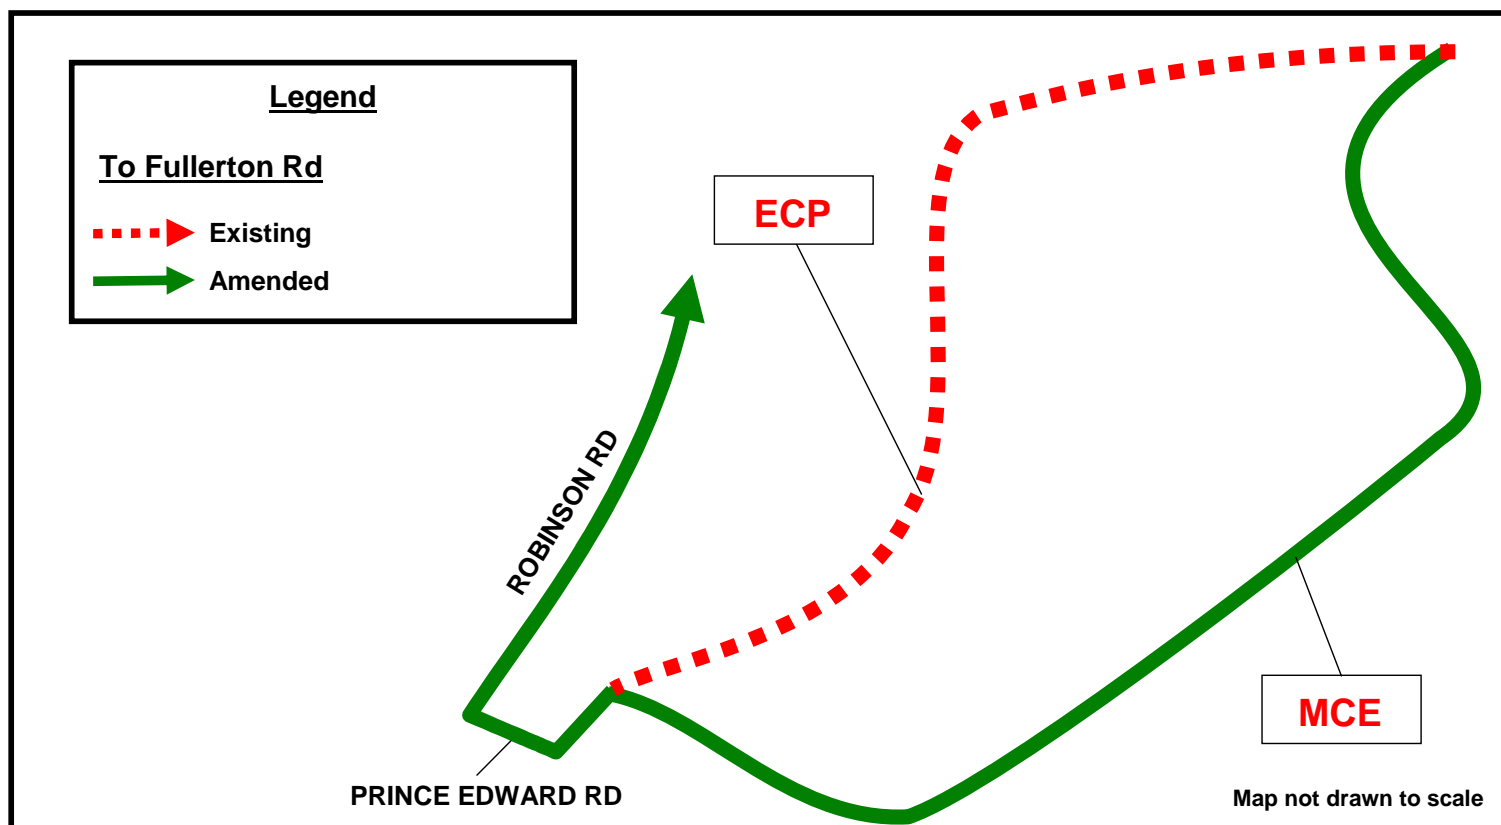 Legend
To Fullerton Rd
Existing
Amended
ECP
ROBINSON RD
MCE
PRINCE EDWARD RD
Map not drawn to scale